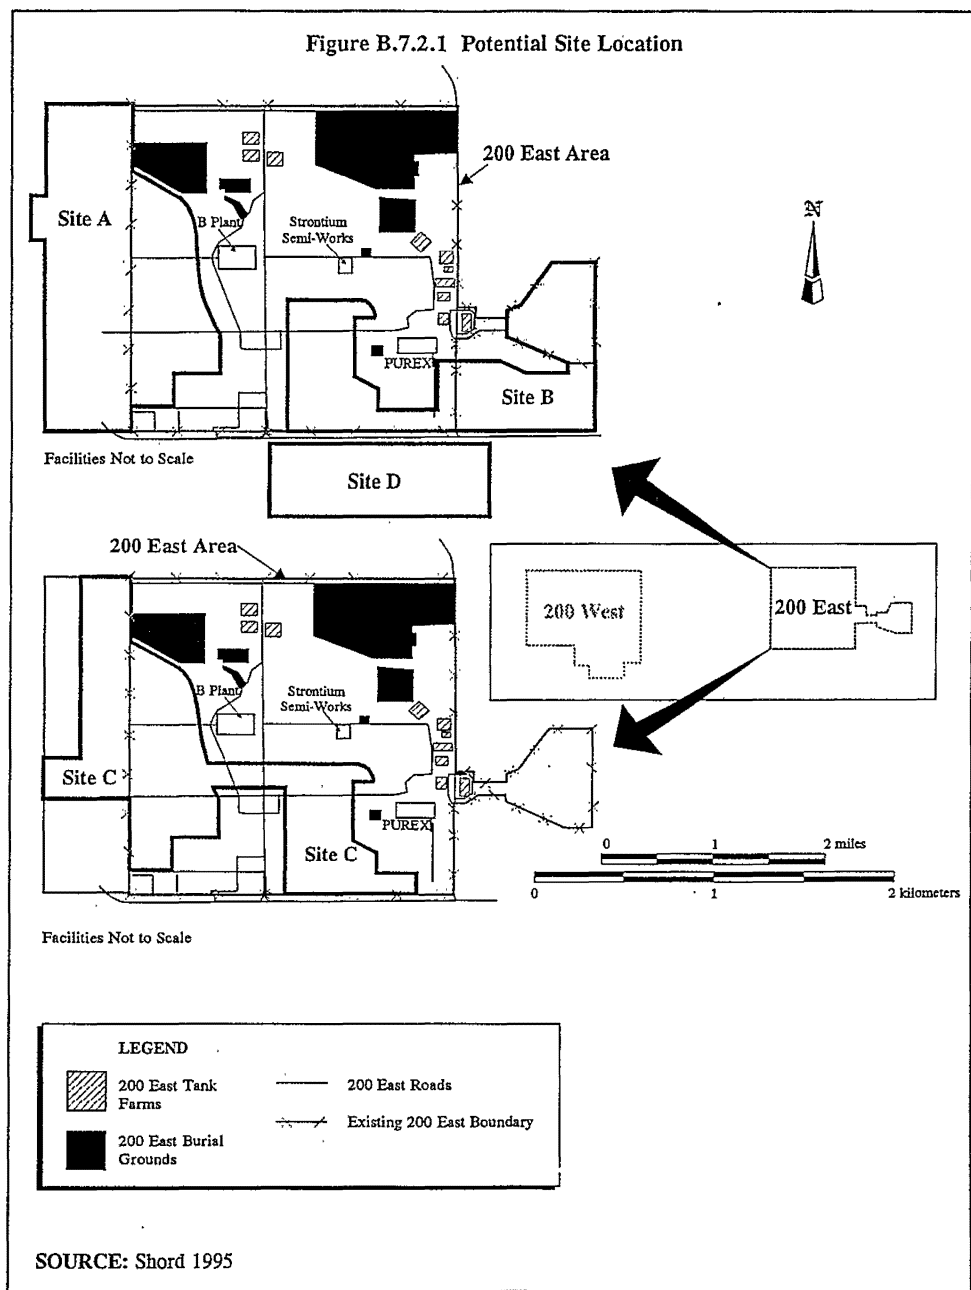 Figure B.7.2.1 Potential Site Location
200 East Area
Site A
B Plant
Strontium
Semi-Works
N
PUREX
Site B
Facilities Not to Scale
Site D
200 East Area
200 West
200 East
B Plant
Strontium
Semi-Works
Site C
PUREX
Site C
0 1 2 miles
0 1 2 kilometers
Facilities Not to Scale
LEGEND
200 East Tank
Farms
200 East Roads
Existing 200 East Boundary
200 East Burial
Grounds
SOURCE: Shord 1995